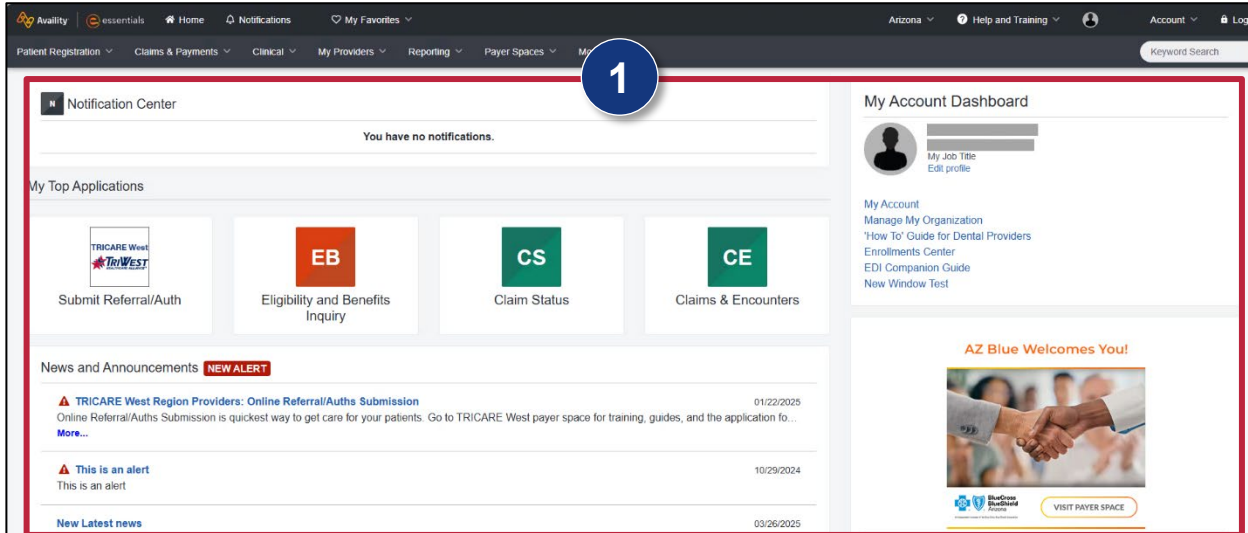 Availity essentials Home Notifications My Favorites Arizona Help and Training Account Log
Patient Registration Claims & Payments Clinical My Providers Reporting Payer Spaces Keyword Search
1
N Notification Center
You have no notifications.
My Top Applications
TRICARE West
TRIWEST
HEALTHCARE ALLIANCE
Submit Referral/Auth
EB
Eligibility and Benefits
Inquiry
CS
Claim Status
CE
Claims & Encounters
News and Announcements NEW ALERT
TRICARE West Region Providers: Online Referral/Auths Submission 01/22/2025
Online Referral/Auths Submission is quickest way to get care for your patients. Go to TRICARE West payer space for training, guides, and the application fo...
More...
This is an alert 10/29/2024
This is an alert
New Latest news 03/26/2025
My Account Dashboard
My Job Title
Edit profile
My Account
Manage My Organization
'How To' Guide for Dental Providers
Enrollments Center
EDI Companion Guide
New Window Test
AZ Blue Welcomes You!
BlueCross
BlueShield
Arizona
VISIT PAYER SPACE